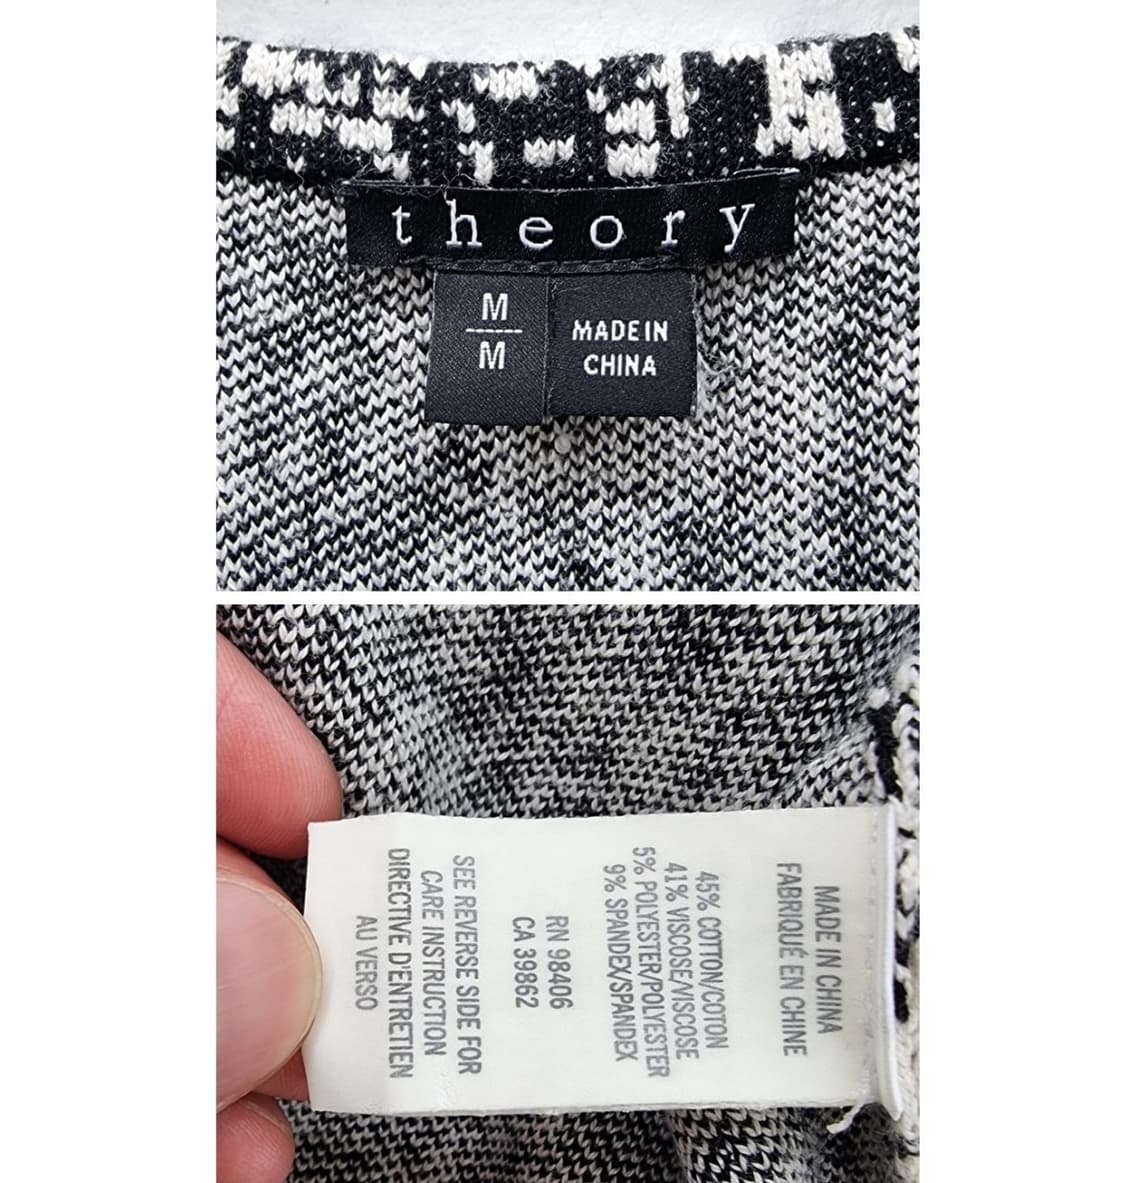 theory
M
M
MADE IN
CHINA
MADE IN CHINA
FABRIQUÉ EN CHINE
45% COTTON/COTON
41% VISCOSE/VISCOSE
5% POLYESTER/POLYESTER
9% SPANDEX/SPANDEX
RN 98406
CA 39862
SEE REVERSE SIDE FOR
CARE INSTRUCTION
DIRECTIVE D'ENTRETIEN
AU VERSO